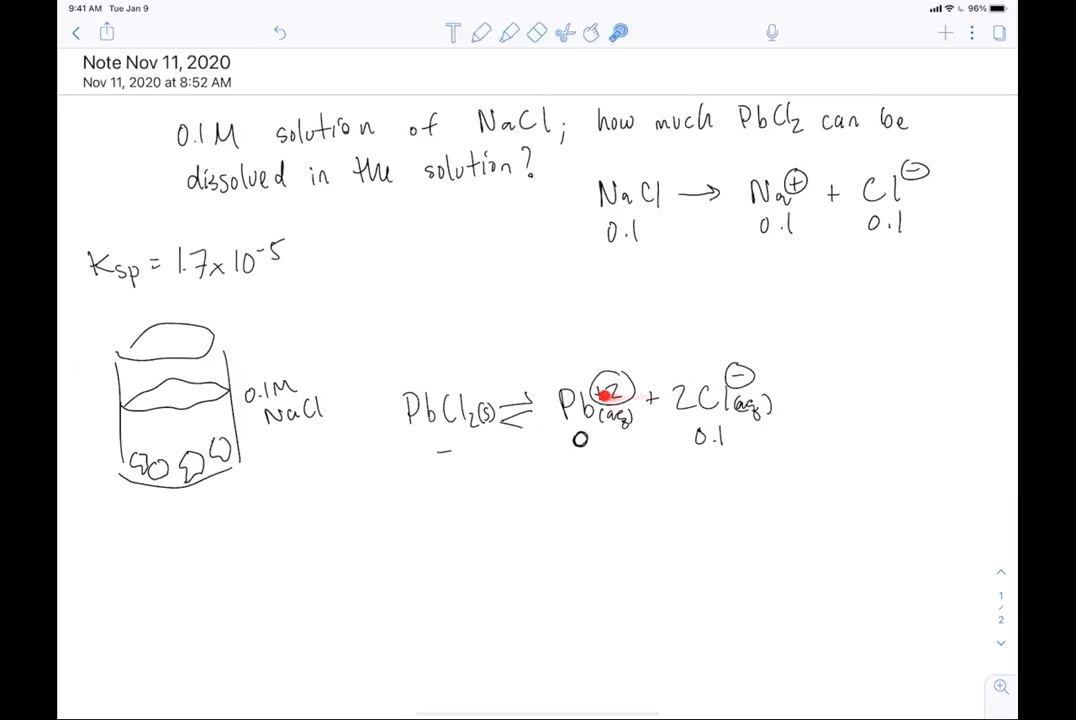 9:41 AM Tue Jan 9
96%
Note Nov 11, 2020
Nov 11, 2020 at 8:52 AM
0.1M solution of NaCl; how much PbCl₂ can be
dissolved in the solution?
NaCl → Na⁺ + Cl⁻
0.1 0.1 0.1
Ksp = 1.7x10⁻⁵
0.1M
NaCl
PbCl₂(s) ⇌ Pb⁺²(aq) + 2Cl⁻(aq)
– 0 0.1
1
/
2